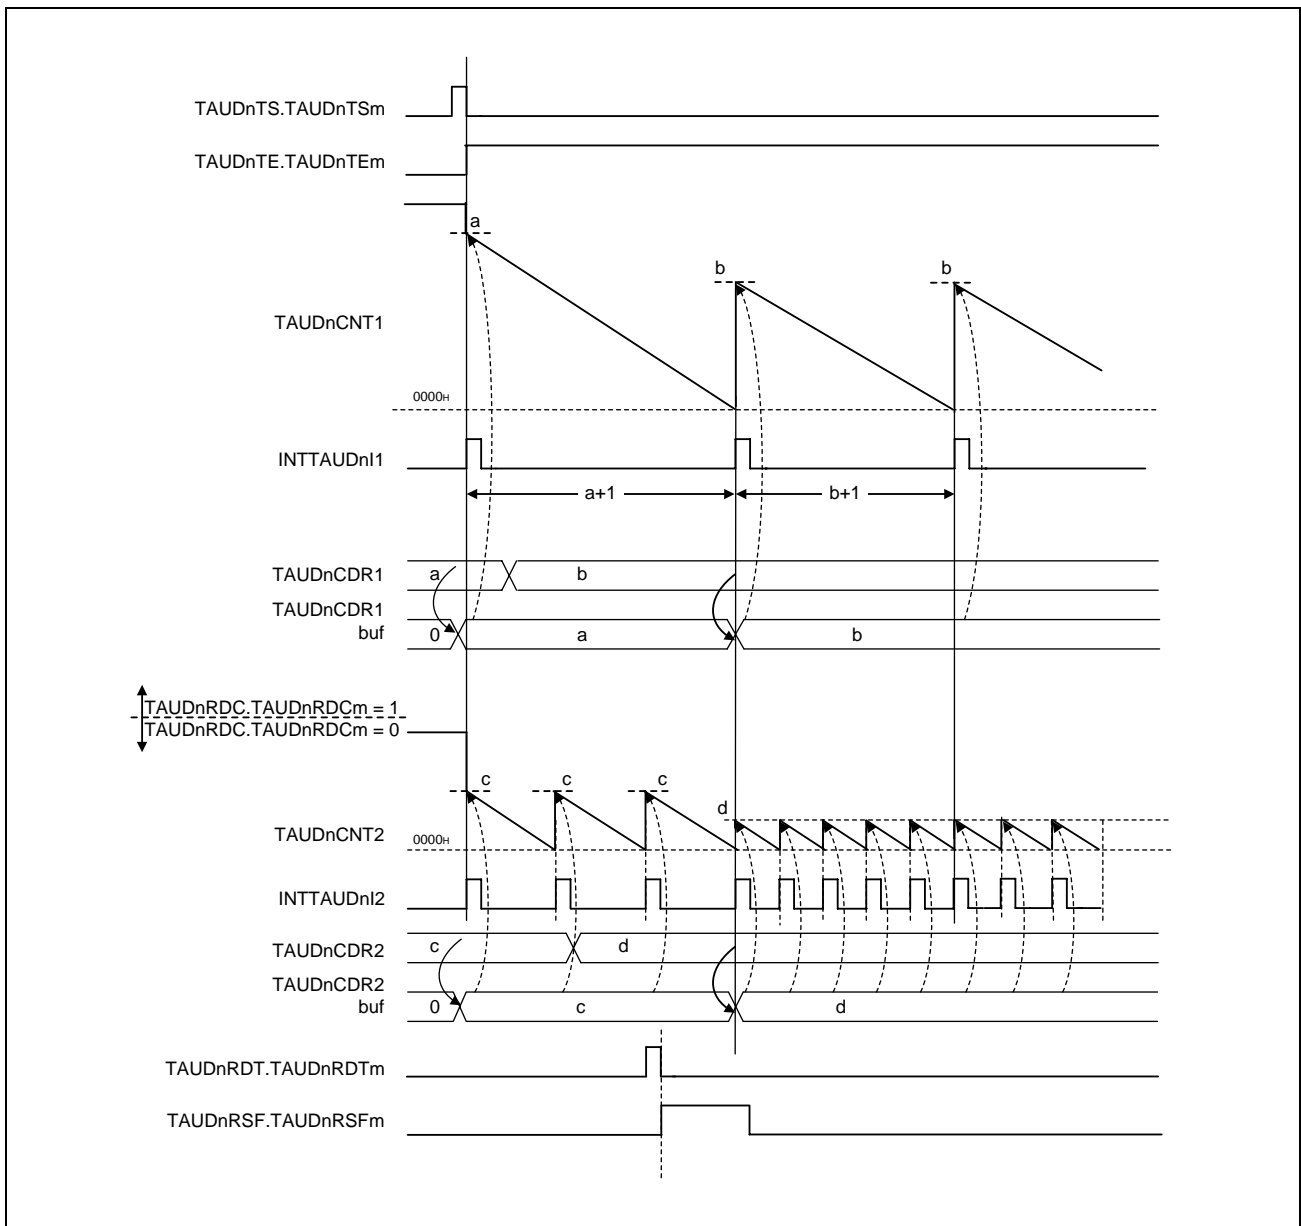 TAUDnTS.TAUDnTSm
TAUDnTE.TAUDnTEm
a
b b
TAUDnCNT1
0000H
INTTAUDnI1
a+1 b+1
TAUDnCDR1 a b
TAUDnCDR1
buf 0 a b
TAUDnRDC.TAUDnRDCm = 1
TAUDnRDC.TAUDnRDCm = 0
c c c
d
TAUDnCNT2
0000H
INTTAUDnI2
TAUDnCDR2 c d
TAUDnCDR2
buf 0 c d
TAUDnRDT.TAUDnRDTm
TAUDnRSF.TAUDnRSFm